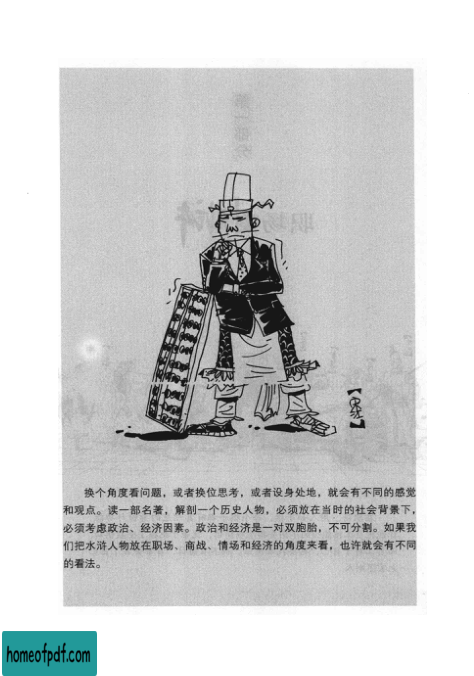 换个角度看问题，或者换位思考，或者设身处地，就会有不同的感觉
和观点。读一部名著，解剖一个历史人物，必须放在当时的社会背景下，
必须考虑政治、经济因素。政治和经济是一对双胞胎，不可分割。如果我
们把水浒人物放在职场、商战、情场和经济的角度来看，也许就会有不同
的看法。
homeofpdf.com